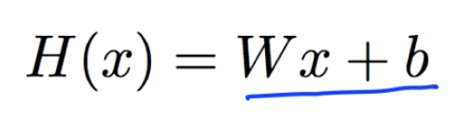 H(x) = Wx + b